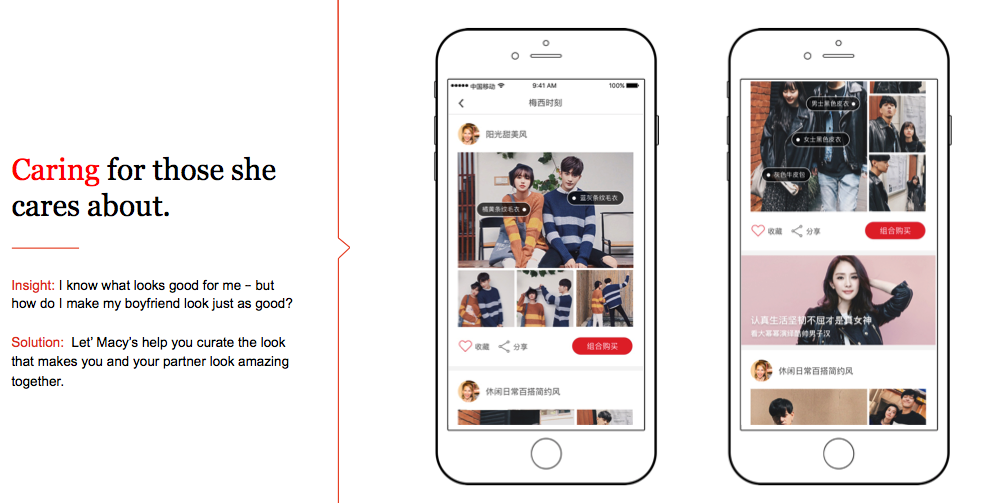 Caring for those she
cares about.
Insight: I know what looks good for me – but
how do I make my boyfriend look just as good?
Solution:  Let’ Macy’s help you curate the look
that makes you and your partner look amazing
together.
中国移动
9:41 AM
100%
梅西时刻
阳光甜美风
蓝灰条纹毛衣
橘黄条纹毛衣
收藏
分享
组合购买
休闲日常百搭简约风
男士黑色皮衣
女士黑色皮衣
灰色牛皮包
收藏
分享
组合购买
认真生活坚韧不屈才是真女神
看大幂幂演绎酷帅男子汉
休闲日常百搭简约风